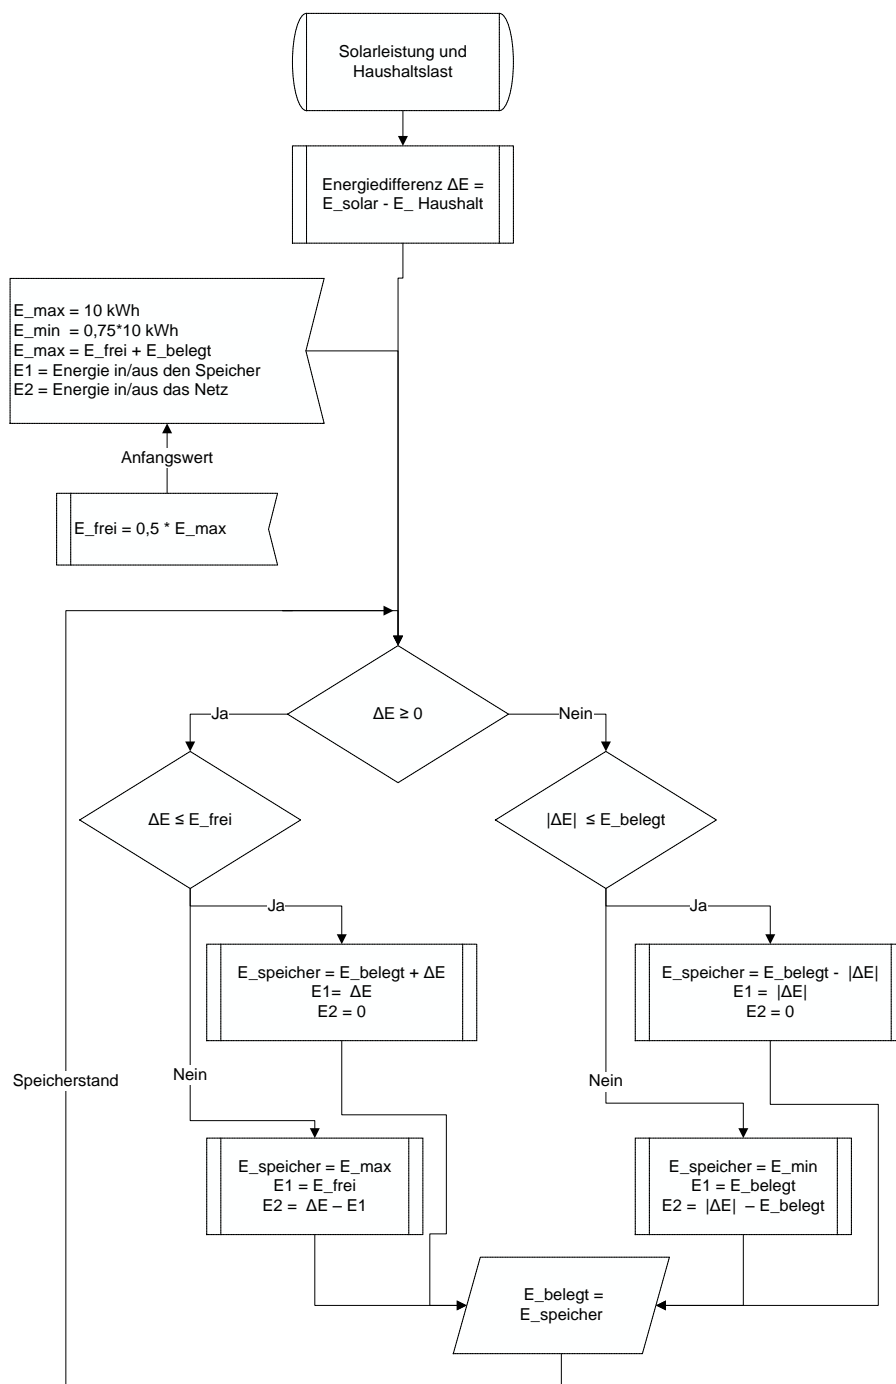 Solarleistung und
Haushaltslast
Energiedifferenz ΔE =
E_solar - E_ Haushalt
E_max = 10 kWh
E_min  = 0,75*10 kWh
E_max = E_frei + E_belegt
E1 = Energie in/aus den Speicher
E2 = Energie in/aus das Netz
Anfangswert
E_frei = 0,5 * E_max
ΔE ≥ 0
Ja
Nein
ΔE ≤ E_frei
|ΔE|  ≤ E_belegt
Ja
Ja
E_speicher = E_belegt + ΔE
E1=  ΔE
E2 = 0
E_speicher = E_belegt -  |ΔE|
E1 =  |ΔE|
E2 = 0
Speicherstand
Nein
Nein
E_speicher = E_max
E1 = E_frei
E2 =  ΔE – E1
E_speicher = E_min
E1 = E_belegt
E2 =  |ΔE|  – E_belegt
E_belegt =
E_speicher